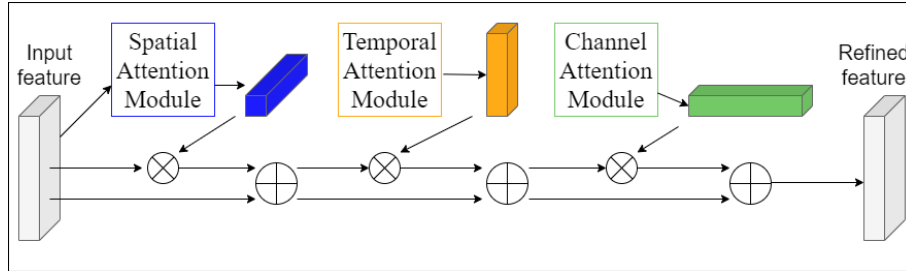 Input
feature
Spatial
Attention
Module
Temporal
Attention
Module
Channel
Attention
Module
Refined
feature